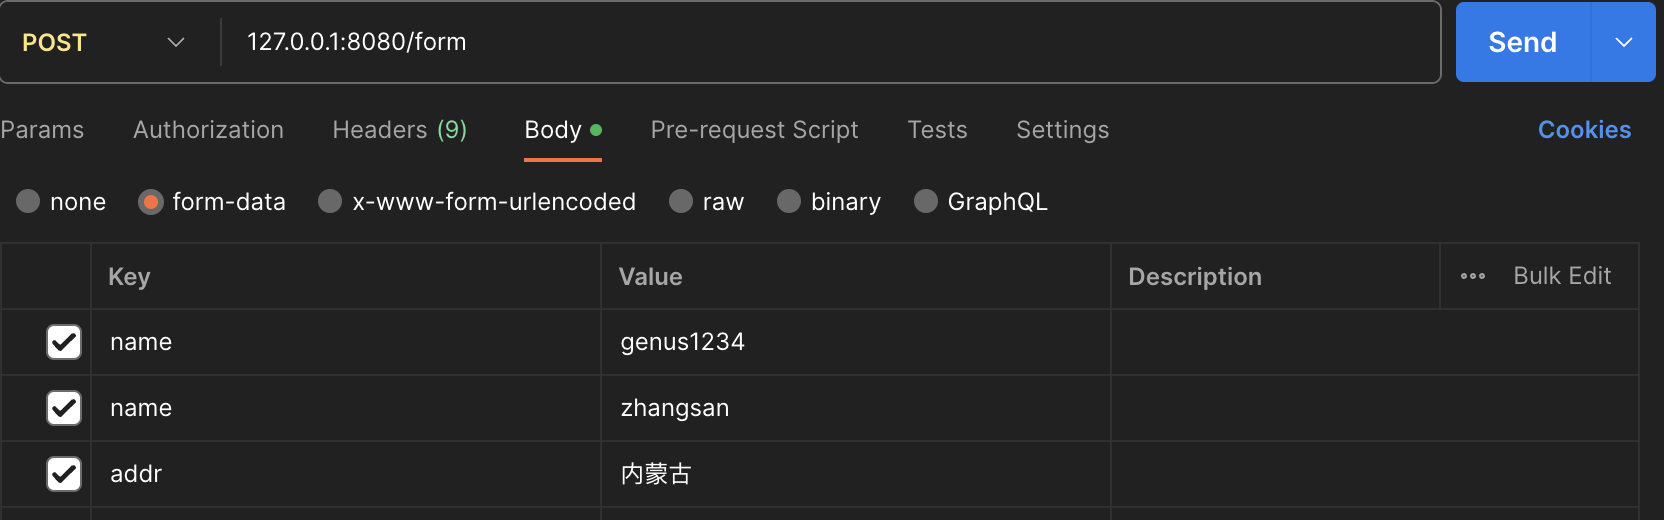 POST 127.0.0.1:8080/form Send
Params Authorization Headers (9) Body Pre-request Script Tests Settings Cookies
none form-data x-www-form-urlencoded raw binary GraphQL
Key Value Description Bulk Edit
name genus1234
name zhangsan
addr 内蒙古